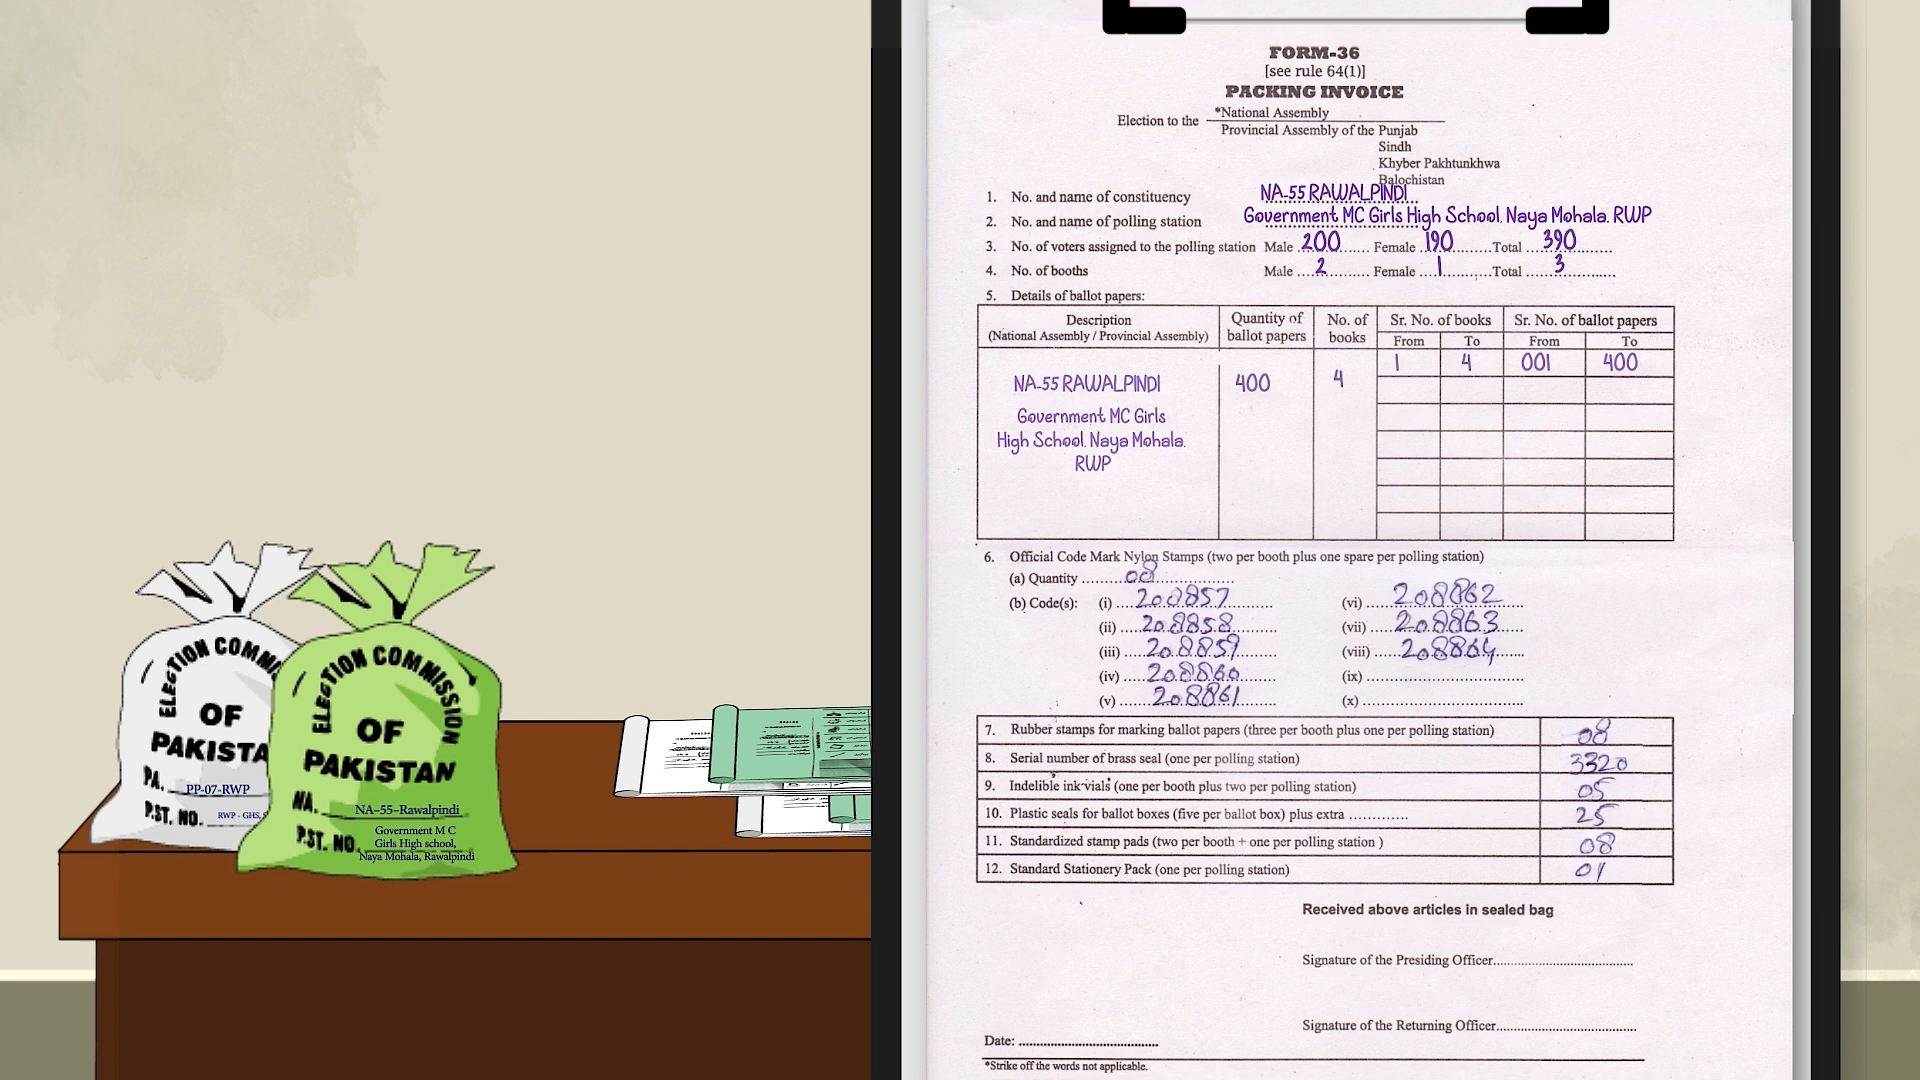 ELECTION COMMI
OF
PAKISTA
PA. PP-07-RWP
P.ST. NO. RWP - GHS,
ELECTION COMMISSION
OF
PAKISTAN
NA. NA-55-Rawalpindi
P.ST. NO. Government M C
Girls High school,
Naya Mohala, Rawalpindi
FORM-36
[see rule 64(1)]
PACKING INVOICE
Election to the *National Assembly
Provincial Assembly of the Punjab
Sindh
Khyber Pakhtunkhwa
Balochistan
1. No. and name of constituency NA-55 RAWALPINDI
2. No. and name of polling station Government MC Girls High School, Naya Mohala, RWP
3. No. of voters assigned to the polling station Male 200 Female 190 Total 390
4. No. of booths Male 2 Female 1 Total 3
5. Details of ballot papers:
Description Quantity of No. of Sr. No. of books Sr. No. of ballot papers
(National Assembly / Provincial Assembly) ballot papers books From To From To
1 4 001 400
NA-55 RAWALPINDI 400 4
Government MC Girls
High School, Naya Mohala,
RWP
6. Official Code Mark Nylon Stamps (two per booth plus one spare per polling station)
(a) Quantity 08
(b) Code(s): (i) 208857 (vi) 208862
(ii) 208858 (vii) 208863
(iii) 208859 (viii) 208864
(iv) 208860 (ix)
(v) 208861 (x)
7. Rubber stamps for marking ballot papers (three per booth plus one per polling station) 08
8. Serial number of brass seal (one per polling station) 3320
9. Indelible ink vials (one per booth plus two per polling station) 05
10. Plastic seals for ballot boxes (five per ballot box) plus extra ............. 25
11. Standardized stamp pads (two per booth + one per polling station ) 08
12. Standard Stationery Pack (one per polling station) 01
Received above articles in sealed bag
Signature of the Presiding Officer
Signature of the Returning Officer
Date:
*Strike off the words not applicable.